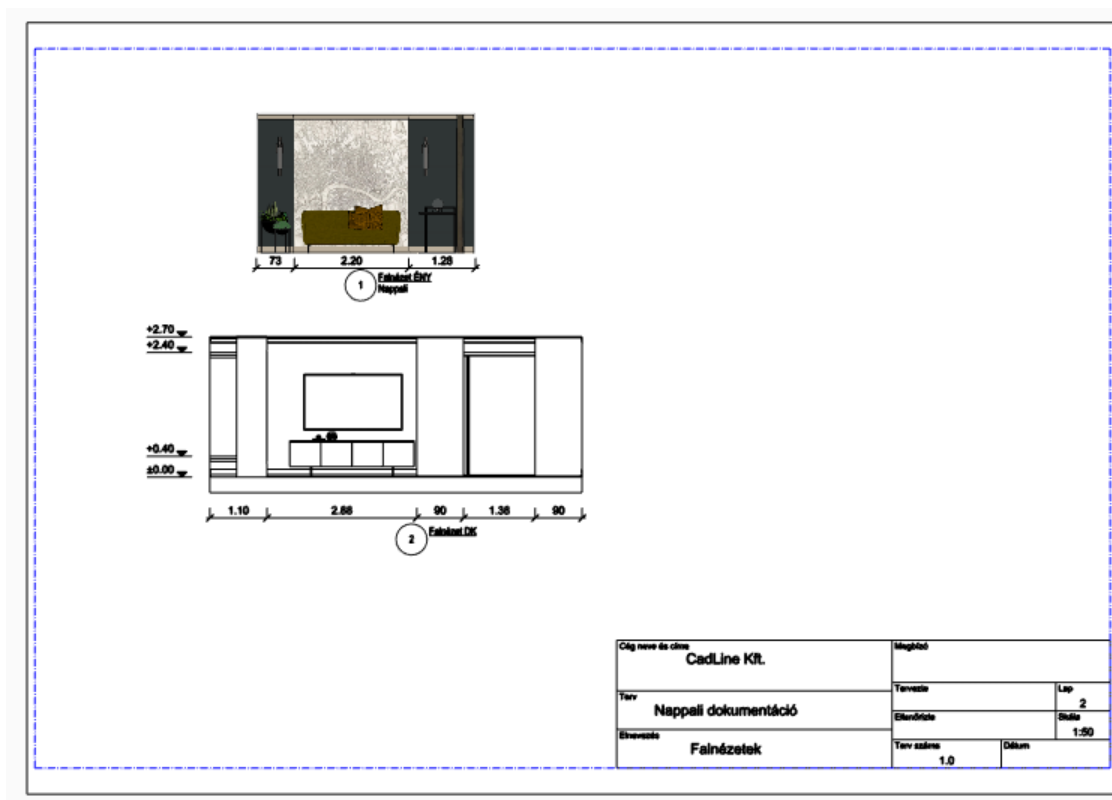 73 2.20 1.28
1 Falnézet ÉNY
Nappali
+2.70
+2.40
+0.40
±0.00
1.10 2.88 90 1.38 90
2 Falnézet DK
Cég neve és címe
CadLine Kft.
Terv
Nappali dokumentáció
Elnevezés
Falnézetek
Megbízó
Tervezte
Lap
2
Ellenőrizte
Skála
1:50
Terv száma
1.0
Dátum